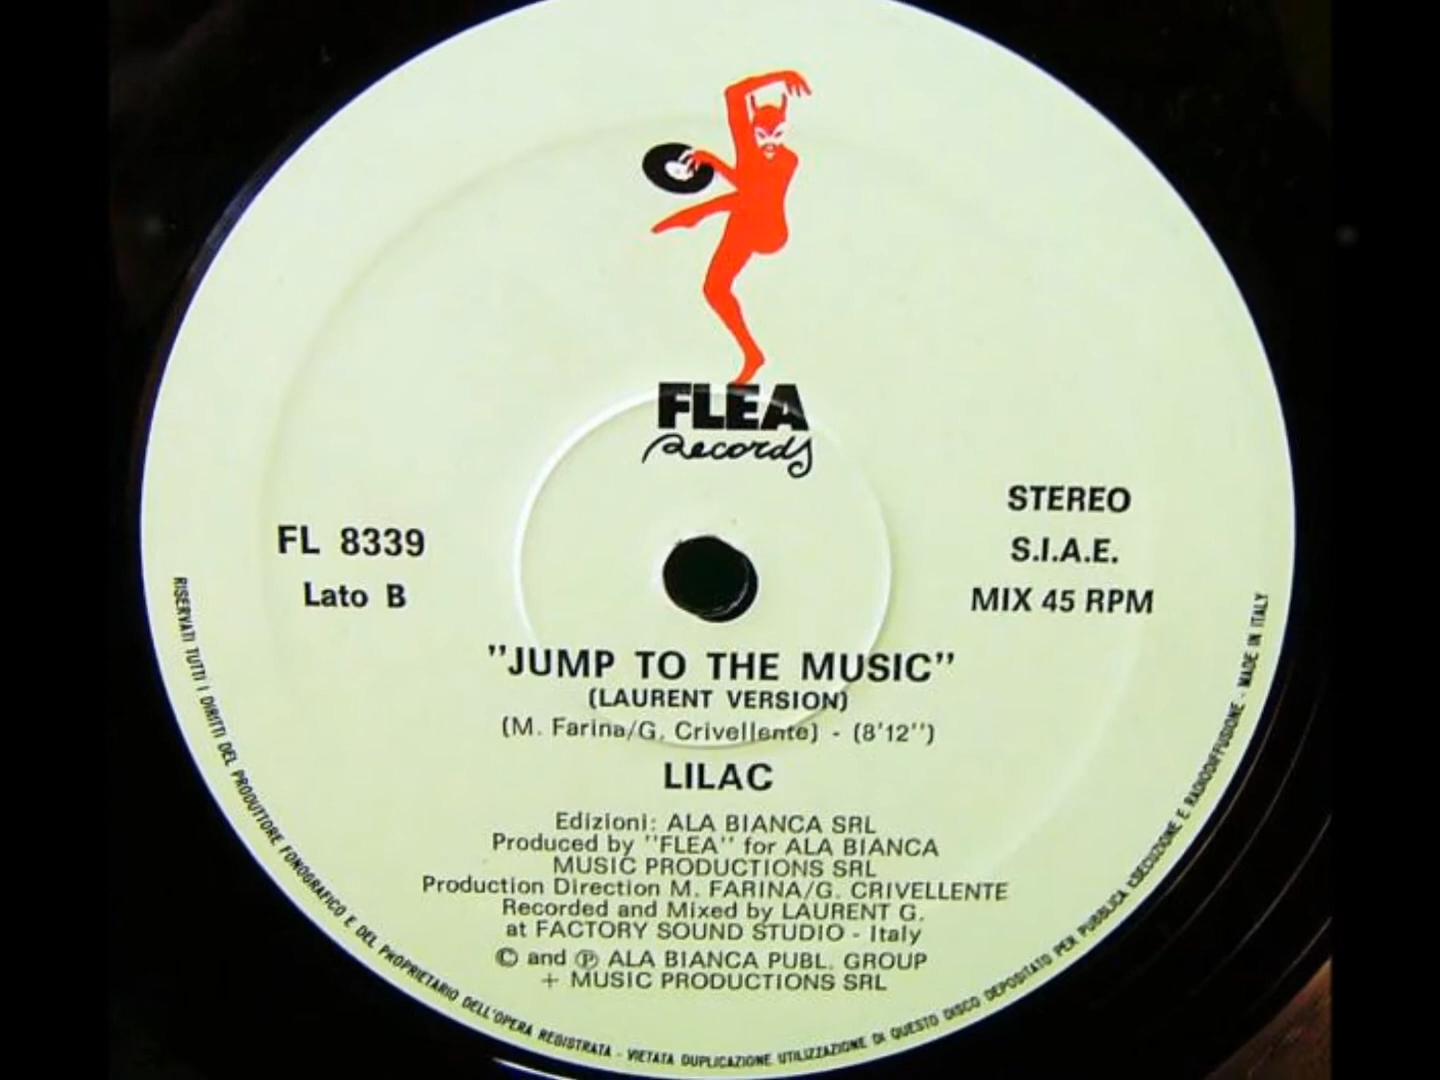 FLEA
Records
STEREO
FL 8339
S.I.A.E.
Lato B
MIX 45 RPM
"JUMP TO THE MUSIC"
(LAURENT VERSION)
(M. Farina/G. Crivellente) - (8'12")
LILAC
Edizioni: ALA BIANCA SRL
Produced by "FLEA" for ALA BIANCA
MUSIC PRODUCTIONS SRL
Production Direction M. FARINA/G. CRIVELLENTE
Recorded and Mixed by LAURENT G.
at FACTORY SOUND STUDIO - Italy
© and ℗ ALA BIANCA PUBL. GROUP
+ MUSIC PRODUCTIONS SRL
RISERVATI TUTTI I DIRITTI DEL PRODUTTORE FONOGRAFICO E DEL PROPRIETARIO DELL'OPERA REGISTRATA - VIETATA DUPLICAZIONE UTILIZZAZIONE DI QUESTO DISCO DEPOSITATO PER PUBBLICA ESECUZIONE E RADIODIFFUSIONE - MADE IN ITALY